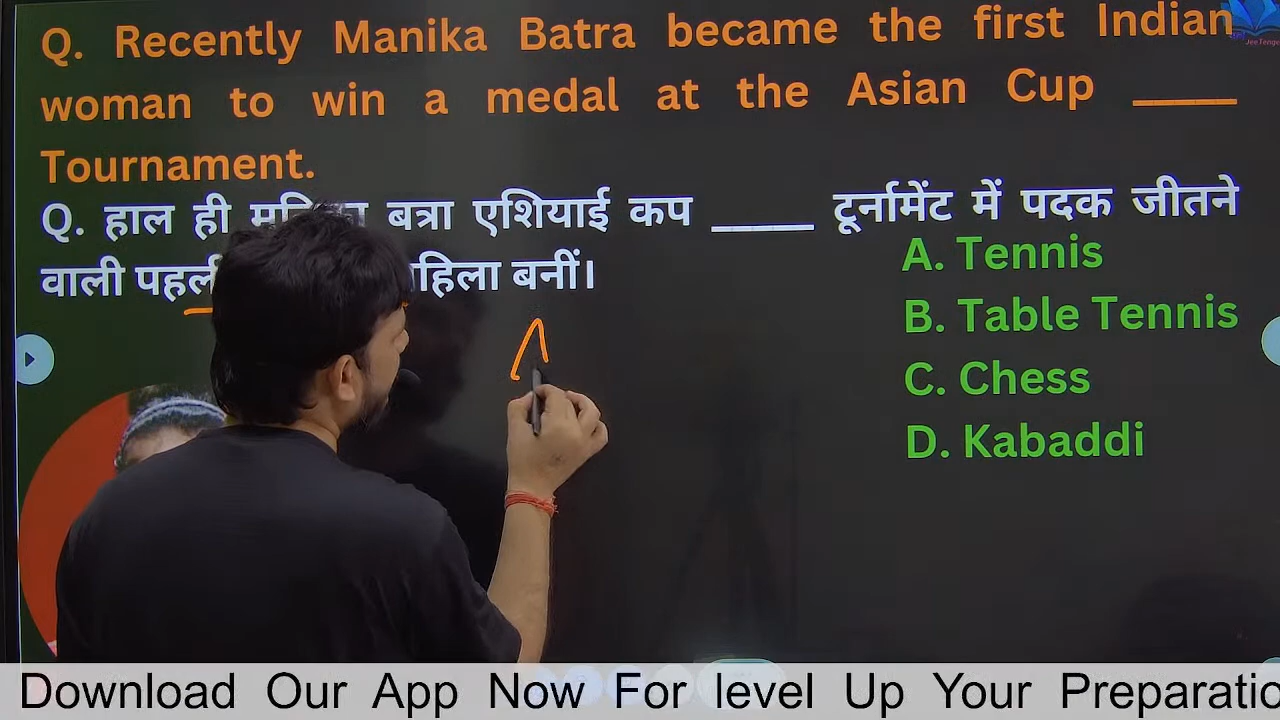 Q. Recently Manika Batra became the first Indian
woman to win a medal at the Asian Cup _____
Tournament.
Q. हाल ही बत्रा एशियाई कप _____ टूर्नामेंट में पदक जीतने
वाली बनीं।
A. Tennis
B. Table Tennis
C. Chess
D. Kabaddi
Download Our App Now For level Up Your